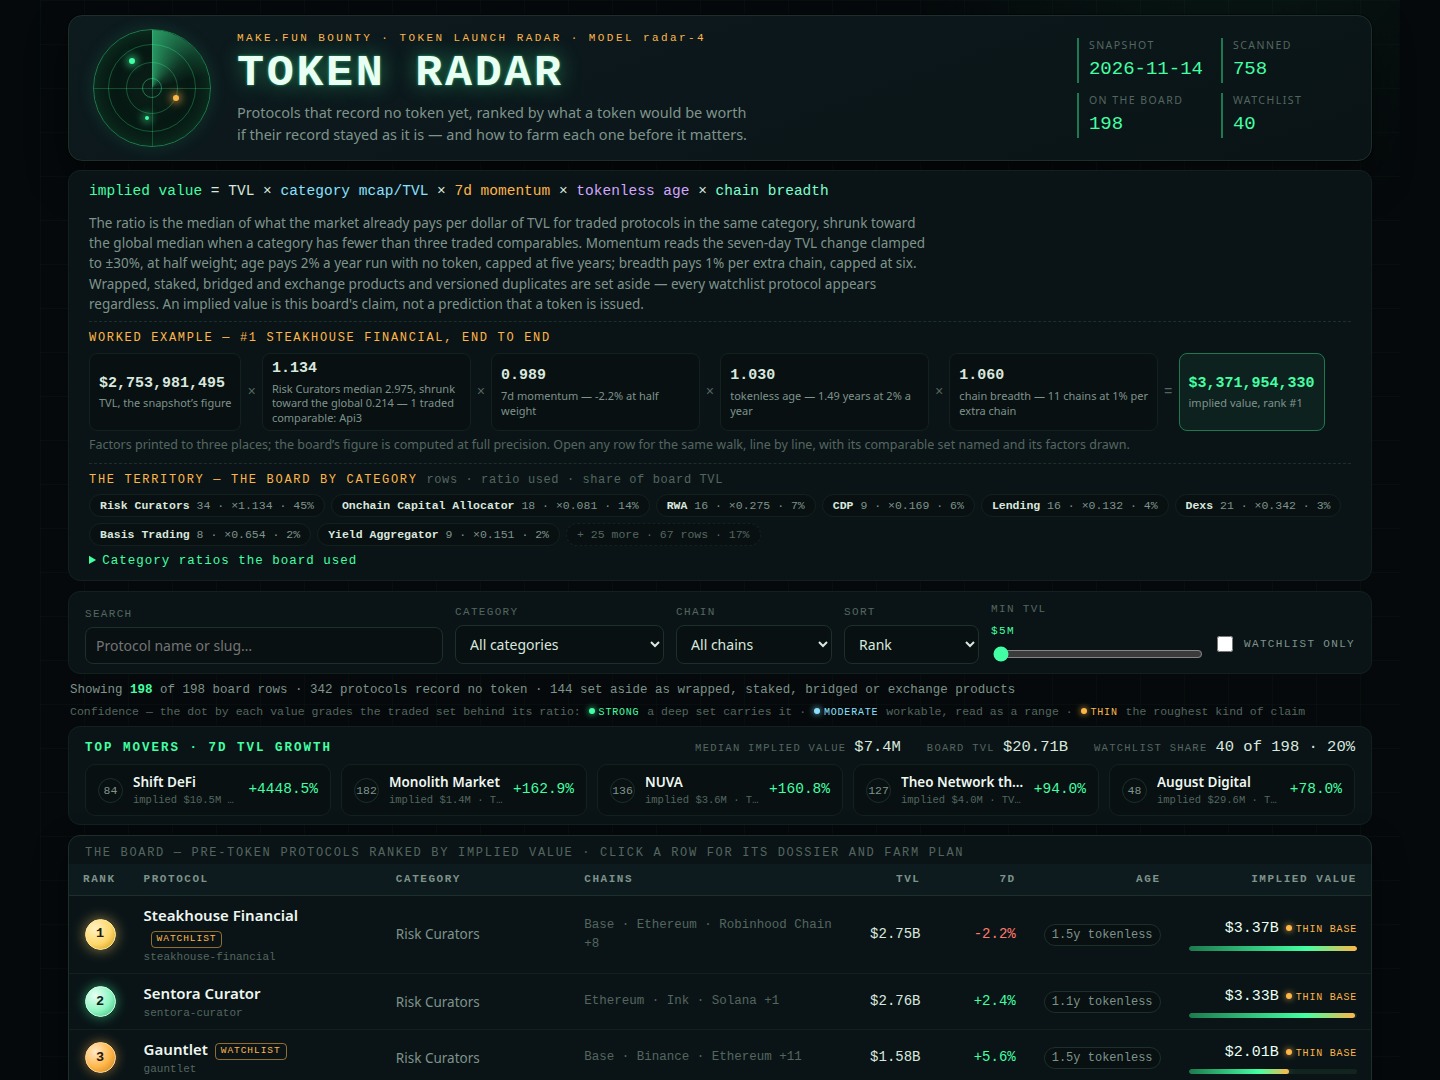 MAKE.FUN BOUNTY · TOKEN LAUNCH RADAR · MODEL radar-4
TOKEN RADAR
Protocols that record no token yet, ranked by what a token would be worth
if their record stayed as it is — and how to farm each one before it matters.
SNAPSHOT
2026-11-14
SCANNED
758
ON THE BOARD
198
WATCHLIST
40
implied value = TVL × category mcap/TVL × 7d momentum × tokenless age × chain breadth
The ratio is the median of what the market already pays per dollar of TVL for traded protocols in the same category, shrunk toward
the global median when a category has fewer than three traded comparables. Momentum reads the seven-day TVL change clamped
to ±30%, at half weight; age pays 2% a year run with no token, capped at five years; breadth pays 1% per extra chain, capped at six.
Wrapped, staked, bridged and exchange products and versioned duplicates are set aside — every watchlist protocol appears
regardless. An implied value is this board's claim, not a prediction that a token is issued.
WORKED EXAMPLE — #1 STEAKHOUSE FINANCIAL, END TO END
$2,753,981,495
TVL, the snapshot's figure
×
1.134
Risk Curators median 2.975, shrunk
toward the global 0.214 — 1 traded
comparable: Api3
×
0.989
7d momentum — -2.2% at half
weight
×
1.030
tokenless age — 1.49 years at 2% a
year
×
1.060
chain breadth — 11 chains at 1% per
extra chain
=
$3,371,954,330
implied value, rank #1
Factors printed to three places; the board's figure is computed at full precision. Open any row for the same walk, line by line, with its comparable set named and its factors drawn.
THE TERRITORY — THE BOARD BY CATEGORY rows · ratio used · share of board TVL
Risk Curators 34 · ×1.134 · 45%
Onchain Capital Allocator 18 · ×0.081 · 14%
RWA 16 · ×0.275 · 7%
CDP 9 · ×0.169 · 6%
Lending 16 · ×0.132 · 4%
Dexs 21 · ×0.342 · 3%
Basis Trading 8 · ×0.654 · 2%
Yield Aggregator 9 · ×0.151 · 2%
+ 25 more · 67 rows · 17%
Category ratios the board used
SEARCH
Protocol name or slug…
CATEGORY
All categories
CHAIN
All chains
SORT
Rank
MIN TVL
$5M
WATCHLIST ONLY
Showing 198 of 198 board rows · 342 protocols record no token · 144 set aside as wrapped, staked, bridged or exchange products
Confidence — the dot by each value grades the traded set behind its ratio: STRONG a deep set carries it · MODERATE workable, read as a range · THIN the roughest kind of claim
TOP MOVERS · 7D TVL GROWTH
MEDIAN IMPLIED VALUE $7.4M
BOARD TVL $20.71B
WATCHLIST SHARE 40 of 198 · 20%
84
Shift DeFi
implied $10.5M …
+4448.5%
182
Monolith Market
implied $1.4M · T…
+162.9%
136
NUVA
implied $3.6M · T…
+160.8%
127
Theo Network th…
implied $4.0M · TV…
+94.0%
48
August Digital
implied $29.6M · T…
+78.0%
THE BOARD — PRE-TOKEN PROTOCOLS RANKED BY IMPLIED VALUE · CLICK A ROW FOR ITS DOSSIER AND FARM PLAN
RANK PROTOCOL CATEGORY CHAINS TVL 7D AGE IMPLIED VALUE
1
Steakhouse Financial
WATCHLIST
steakhouse-financial
Risk Curators
Base · Ethereum · Robinhood Chain
+8
$2.75B
-2.2%
1.5y tokenless
$3.37B THIN BASE
2
Sentora Curator
sentora-curator
Risk Curators
Ethereum · Ink · Solana +1
$2.76B
+2.4%
1.1y tokenless
$3.33B THIN BASE
3
Gauntlet WATCHLIST
gauntlet
Risk Curators
Base · Binance · Ethereum +11
$1.58B
+5.6%
1.5y tokenless
$2.01B THIN BASE